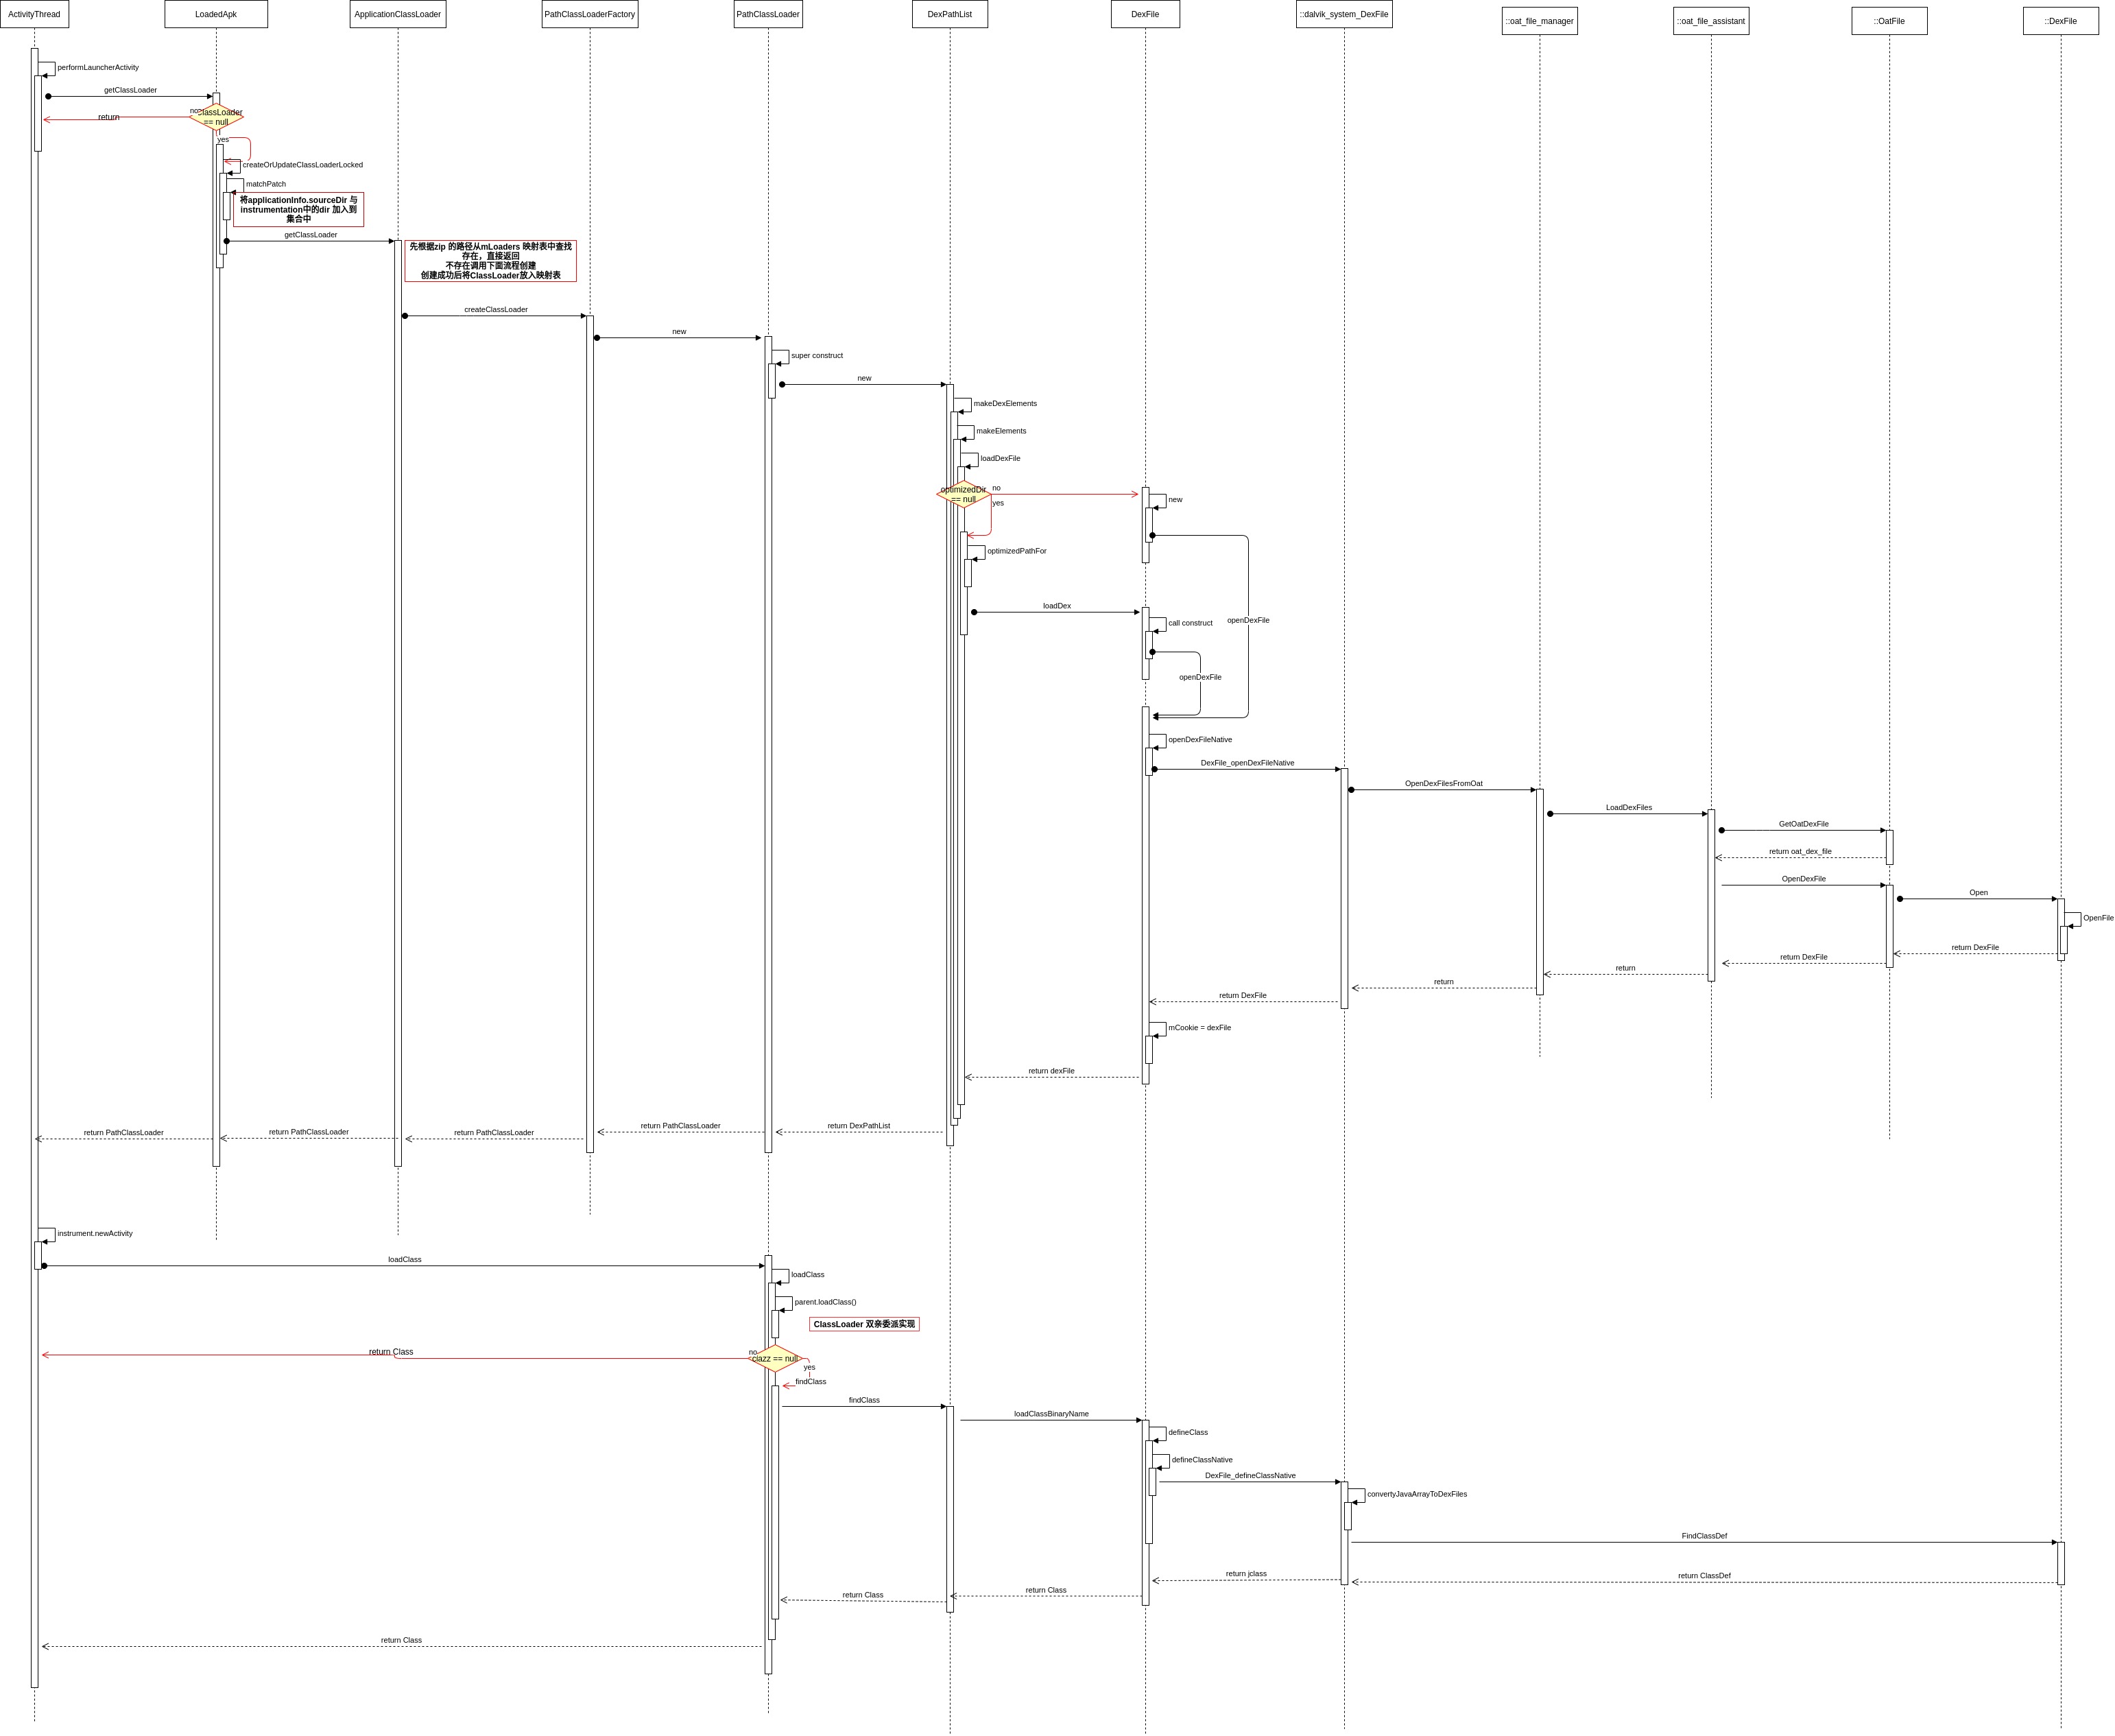 ActivityThread
LoadedApk
ApplicationClassLoader
PathClassLoaderFactory
PathClassLoader
DexPathList
DexFile
::dalvik_system_DexFile
::oat_file_manager
::oat_file_assistant
::OatFile
::DexFile
performLauncherActivity
getClassLoader
no
ClassLoader
== null
return
yes
createOrUpdateClassLoaderLocked
matchPatch
将applicationInfo.sourceDir 与
instrumentation中的dir 加入到
集合中
getClassLoader
先根据zip 的路径从mLoaders 映射表中查找
存在，直接返回
不存在调用下面流程创建
创建成功后将ClassLoader放入映射表
createClassLoader
new
super construct
new
makeDexElements
makeElements
loadDexFile
optimizedDir
== null
no
yes
new
optimizedPathFor
loadDex
call construct
openDexFile
openDexFile
openDexFileNative
DexFile_openDexFileNative
OpenDexFilesFromOat
LoadDexFiles
GetOatDexFile
return oat_dex_file
OpenDexFile
Open
OpenFile
return DexFile
return DexFile
return
return
return DexFile
mCookie = dexFile
return dexFile
return PathClassLoader
return PathClassLoader
return PathClassLoader
return PathClassLoader
return DexPathList
instrument.newActivity
loadClass
loadClass
parent.loadClass()
ClassLoader 双亲委派实现
return Class
no
clazz == null
yes
findClass
findClass
loadClassBinaryName
defineClass
defineClassNative
DexFile_defineClassNative
convertyJavaArrayToDexFiles
FindClassDef
return jclass
return ClassDef
return Class
return Class
return Class